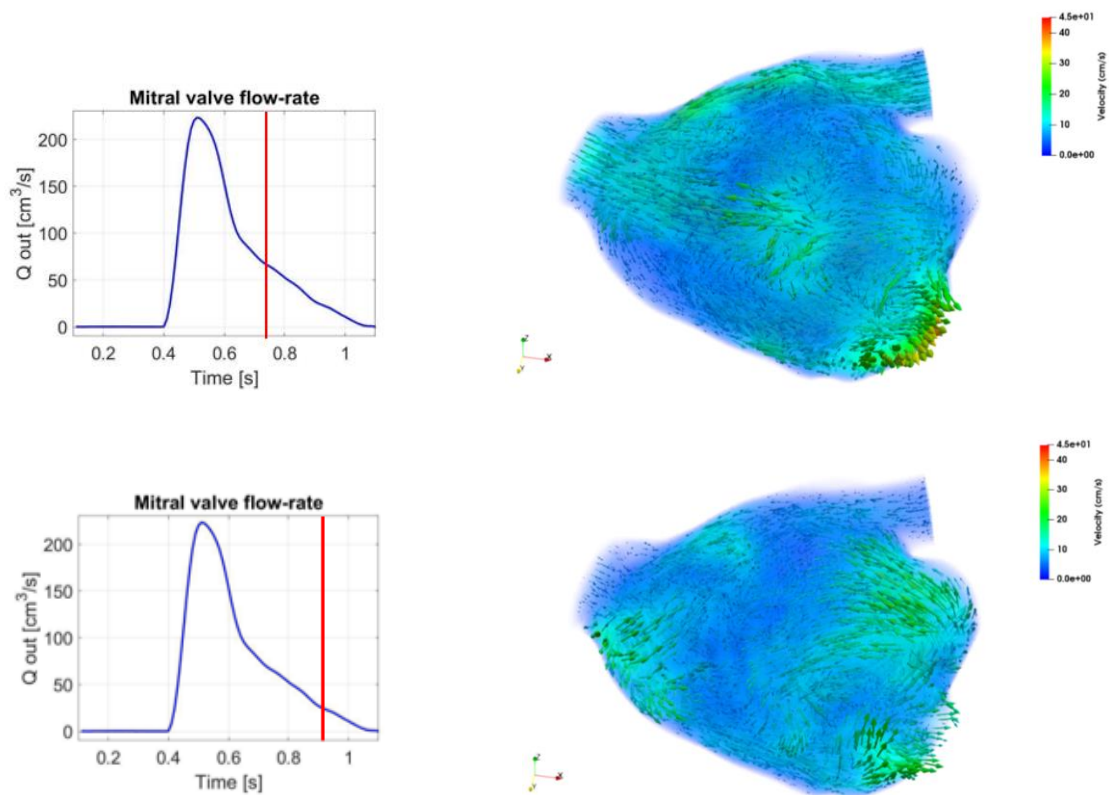 Mitral valve flow-rate
200
150
100
50
0
Q out [cm³/s]
0.2 0.4 0.6 0.8 1
Time [s]
4.5e+01
40
30
20
10
0.0e+00
Velocity (cm/s)
Z
X
Y
Mitral valve flow-rate
200
150
100
50
0
Q out [cm³/s]
0.2 0.4 0.6 0.8 1
Time [s]
4.5e+01
40
30
20
10
0.0e+00
Velocity (cm/s)
Z
X
Y